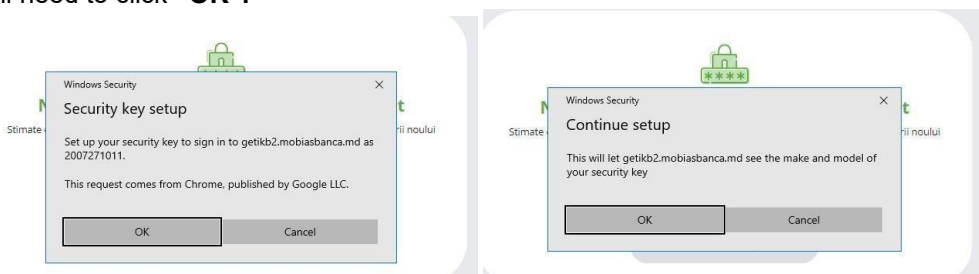 need to click "OK".
Windows Security
Security key setup
Set up your security key to sign in to getikb2.mobiasbanca.md as
2007271011.
This request comes from Chrome, published by Google LLC.
OK
Cancel
Stimate
rii noului
****
Windows Security
Continue setup
This will let getikb2.mobiasbanca.md see the make and model of
your security key
OK
Cancel
Stimate
rii noului